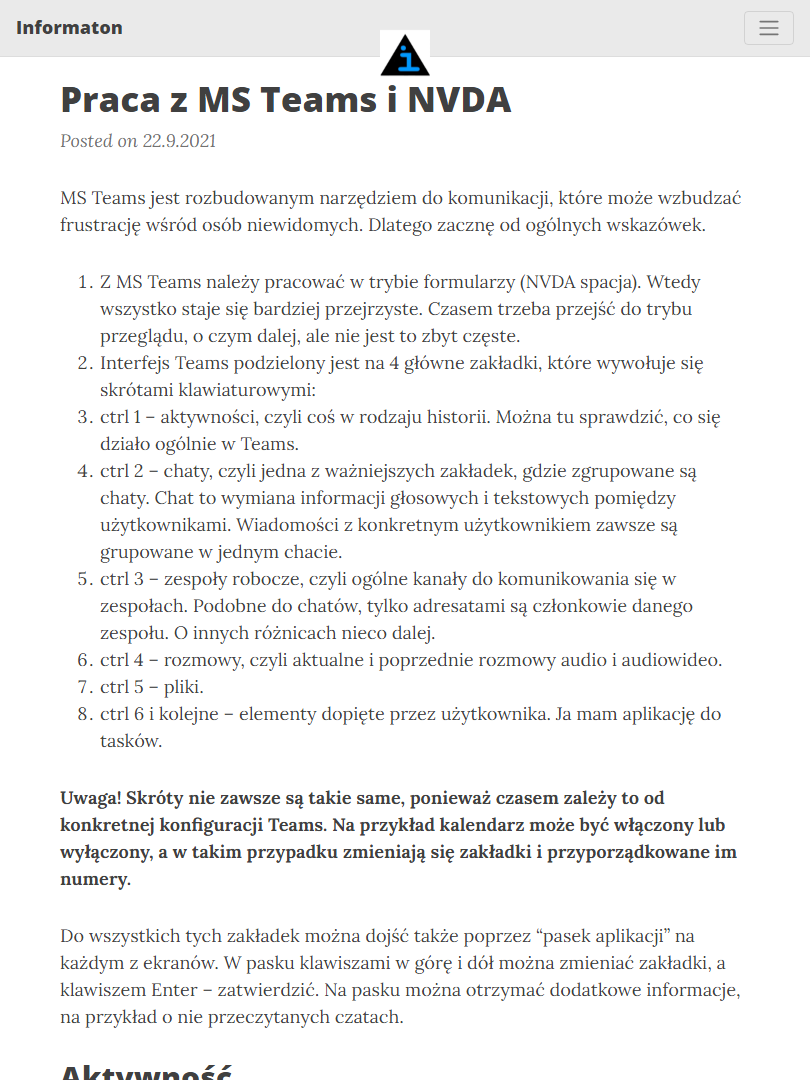 Informaton
i
Praca z MS Teams i NVDA
Posted on 22.9.2021
MS Teams jest rozbudowanym narzędziem do komunikacji, które może wzbudzać
frustrację wśród osób niewidomych. Dlatego zacznę od ogólnych wskazówek.
1. Z MS Teams należy pracować w trybie formularzy (NVDA spacja). Wtedy
wszystko staje się bardziej przejrzyste. Czasem trzeba przejść do trybu
przeglądu, o czym dalej, ale nie jest to zbyt częste.
2. Interfejs Teams podzielony jest na 4 główne zakładki, które wywołuje się
skrótami klawiaturowymi:
3. ctrl 1 – aktywności, czyli coś w rodzaju historii. Można tu sprawdzić, co się
działo ogólnie w Teams.
4. ctrl 2 – chaty, czyli jedna z ważniejszych zakładek, gdzie zgrupowane są
chaty. Chat to wymiana informacji głosowych i tekstowych pomiędzy
użytkownikami. Wiadomości z konkretnym użytkownikiem zawsze są
grupowane w jednym chacie.
5. ctrl 3 – zespoły robocze, czyli ogólne kanały do komunikowania się w
zespołach. Podobne do chatów, tylko adresatami są członkowie danego
zespołu. O innych różnicach nieco dalej.
6. ctrl 4 – rozmowy, czyli aktualne i poprzednie rozmowy audio i audiowideo.
7. ctrl 5 – pliki.
8. ctrl 6 i kolejne – elementy dopięte przez użytkownika. Ja mam aplikację do
tasków.
Uwaga! Skróty nie zawsze są takie same, ponieważ czasem zależy to od
konkretnej konfiguracji Teams. Na przykład kalendarz może być włączony lub
wyłączony, a w takim przypadku zmieniają się zakładki i przyporządkowane im
numery.
Do wszystkich tych zakładek można dojść także poprzez “pasek aplikacji” na
każdym z ekranów. W pasku klawiszami w górę i dół można zmieniać zakładki, a
klawiszem Enter – zatwierdzić. Na pasku można otrzymać dodatkowe informacje,
na przykład o nie przeczytanych czatach.
Aktywność